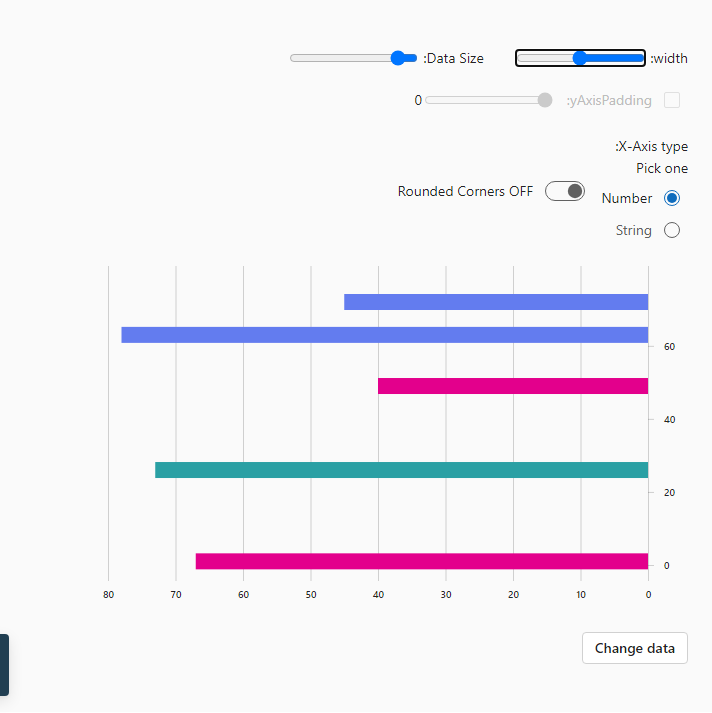 width:
Data Size:
yAxisPadding:
0
X-Axis type:
Pick one
Number
String
Rounded Corners OFF
60
40
20
0
80 70 60 50 40 30 20 10 0
Change data